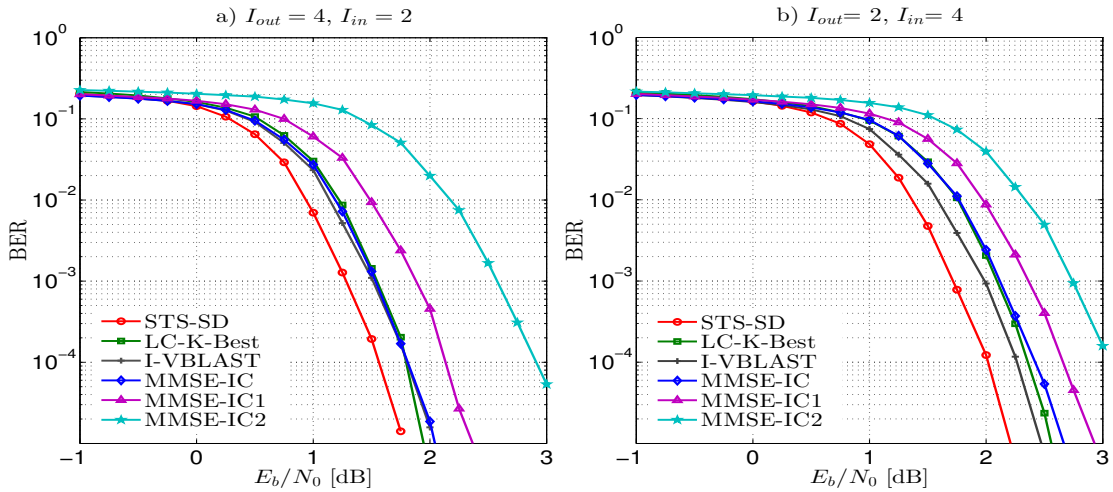 a) I_out = 4, I_in = 2
10^0
10^-1
10^-2
10^-3
10^-4
BER
STS-SD
LC-K-Best
I-VBLAST
MMSE-IC
MMSE-IC1
MMSE-IC2
−1 0 1 2 3
E_b/N_0 [dB]
b) I_out= 2, I_in= 4
10^0
10^-1
10^-2
10^-3
10^-4
BER
STS-SD
LC-K-Best
I-VBLAST
MMSE-IC
MMSE-IC1
MMSE-IC2
−1 0 1 2 3
E_b/N_0 [dB]